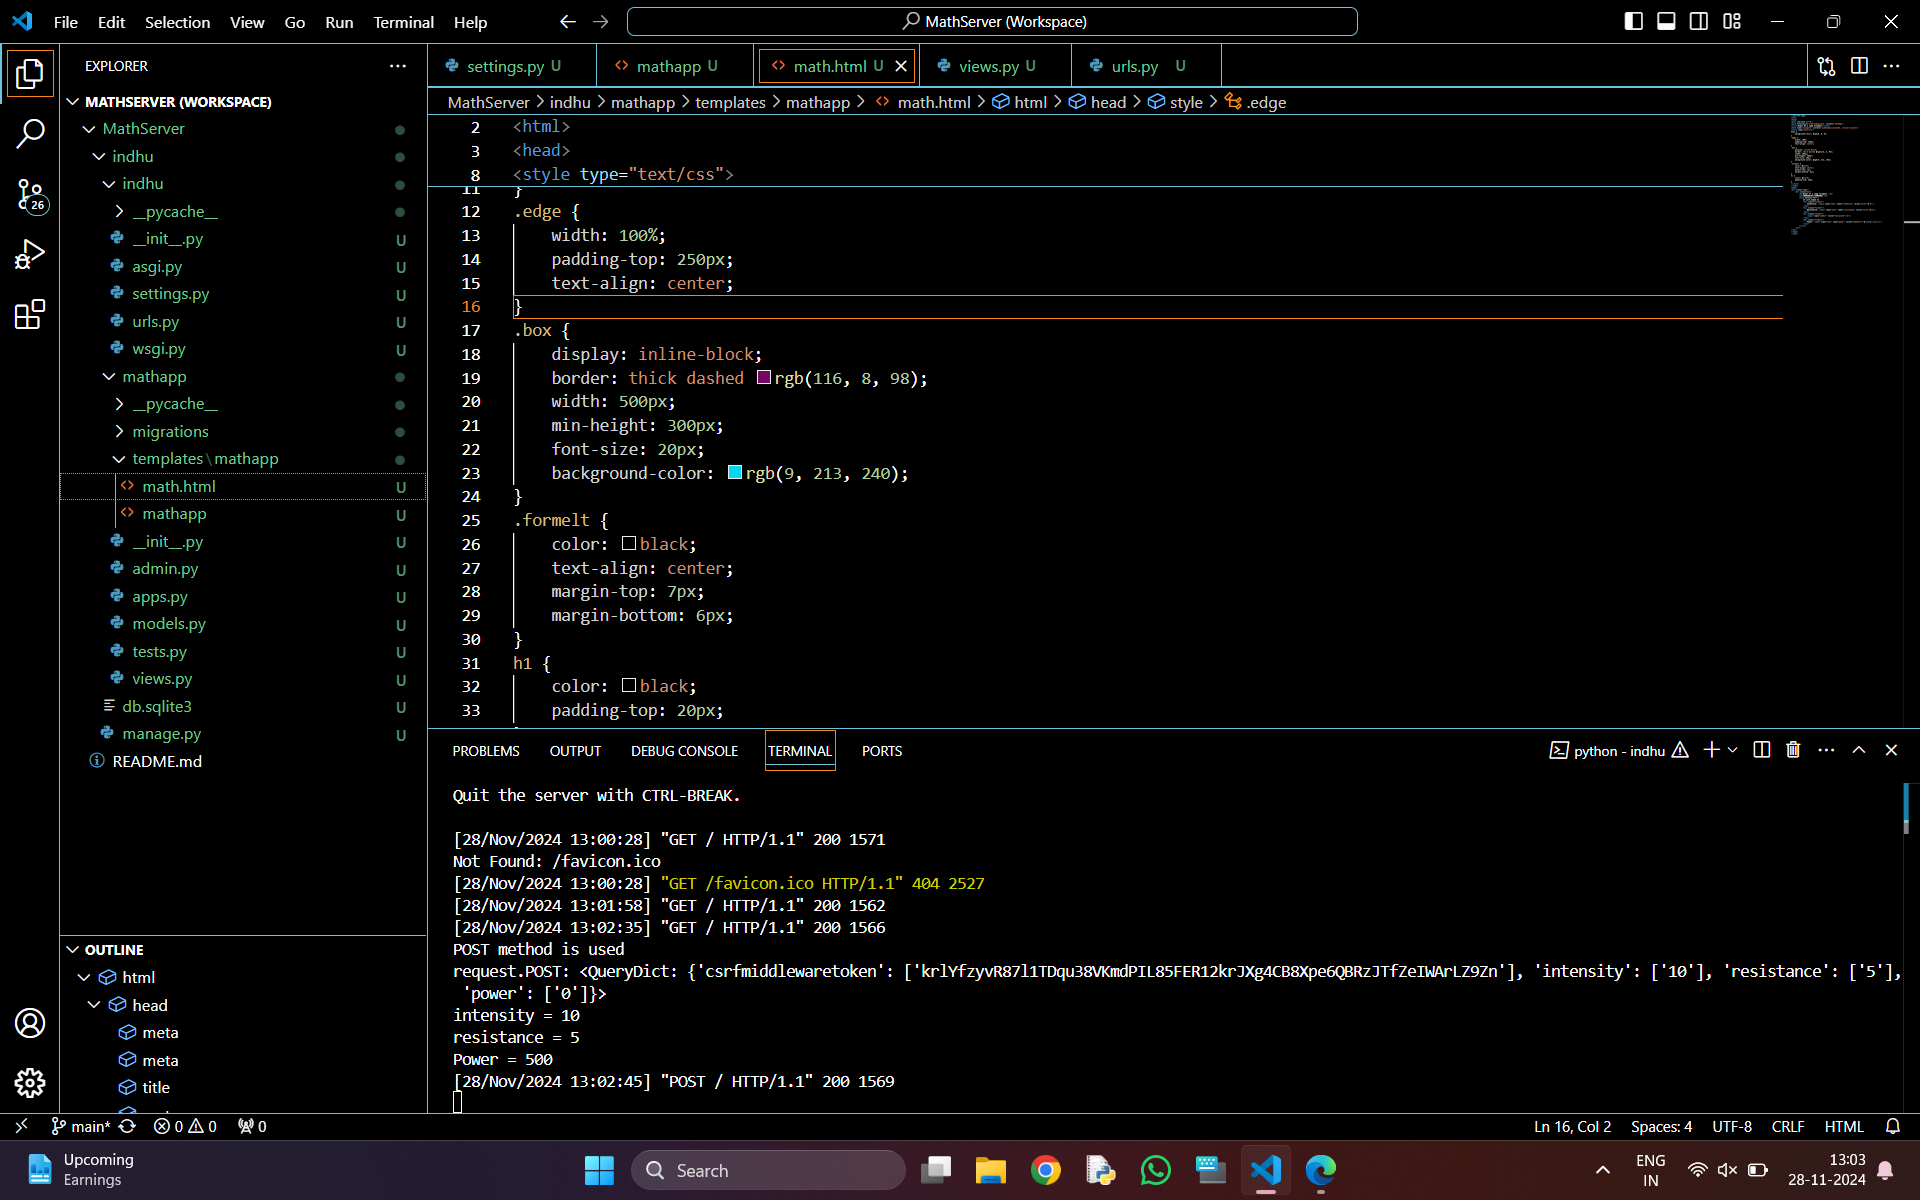 File Edit Selection View Go Run Terminal Help
MathServer (Workspace)
EXPLORER
MATHSERVER (WORKSPACE)
MathServer
indhu
indhu
__pycache__
__init__.py U
asgi.py U
settings.py U
urls.py U
wsgi.py U
mathapp
__pycache__
migrations
templates\mathapp
math.html U
mathapp U
__init__.py U
admin.py U
apps.py U
models.py U
tests.py U
views.py U
db.sqlite3 U
manage.py U
README.md
OUTLINE
html
head
meta
meta
title
26
settings.py U mathapp U math.html U views.py U urls.py U
MathServer > indhu > mathapp > templates > mathapp > math.html > html > head > style > .edge
2 <html>
3 <head>
8 <style type="text/css">
11 }
12 .edge {
13 width: 100%;
14 padding-top: 250px;
15 text-align: center;
16 }
17 .box {
18 display: inline-block;
19 border: thick dashed rgb(116, 8, 98);
20 width: 500px;
21 min-height: 300px;
22 font-size: 20px;
23 background-color: rgb(9, 213, 240);
24 }
25 .formelt {
26 color: black;
27 text-align: center;
28 margin-top: 7px;
29 margin-bottom: 6px;
30 }
31 h1 {
32 color: black;
33 padding-top: 20px;
PROBLEMS OUTPUT DEBUG CONSOLE TERMINAL PORTS
python - indhu
Quit the server with CTRL-BREAK.
[28/Nov/2024 13:00:28] "GET / HTTP/1.1" 200 1571
Not Found: /favicon.ico
[28/Nov/2024 13:00:28] "GET /favicon.ico HTTP/1.1" 404 2527
[28/Nov/2024 13:01:58] "GET / HTTP/1.1" 200 1562
[28/Nov/2024 13:02:35] "GET / HTTP/1.1" 200 1566
POST method is used
request.POST: <QueryDict: {'csrfmiddlewaretoken': ['krlYfzyvR87l1TDqu38VKmdPIL85FER12krJXg4CB8Xpe6QBRzJTfZeIWArLZ9Zn'], 'intensity': ['10'], 'resistance': ['5'],
'power': ['0']}>
intensity = 10
resistance = 5
Power = 500
[28/Nov/2024 13:02:45] "POST / HTTP/1.1" 200 1569
main* 0 0 0
Ln 16, Col 2 Spaces: 4 UTF-8 CRLF HTML
Upcoming
Earnings
Search
ENG
IN
13:03
28-11-2024